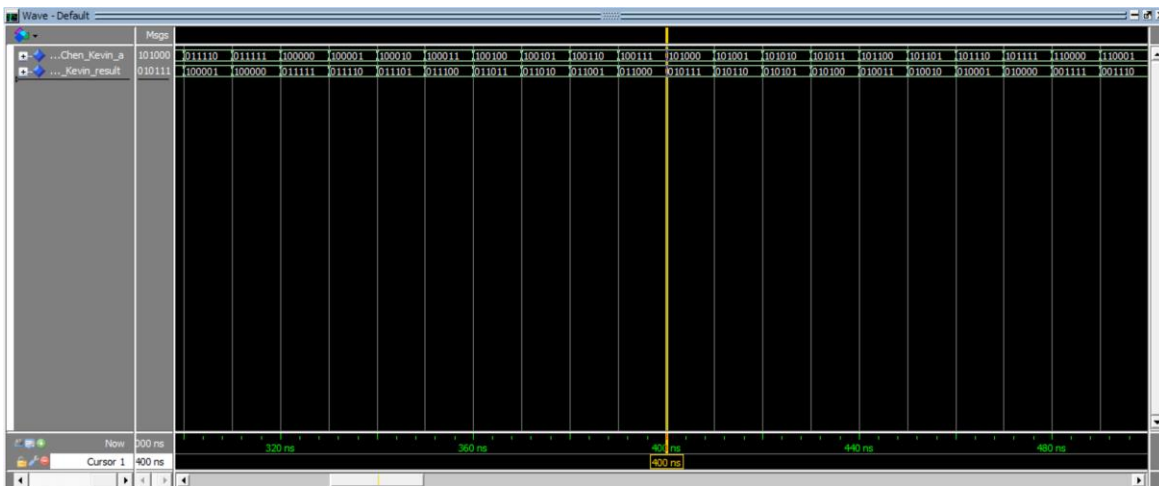 Wave - Default
Msgs
...Chen_Kevin_a 101000 011110 011111 100000 100001 100010 100011 100100 100101 100110 100111 101000 101001 101010 101011 101100 101101 101110 101111 110000 110001
..._Kevin_result 010111 100001 100000 011111 011110 011101 011100 011011 011010 011001 011000 010111 010110 010101 010100 010011 010010 010001 010000 001111 001110
Now 000 ns 320 ns 360 ns 400 ns 440 ns 480 ns
Cursor 1 400 ns 400 ns